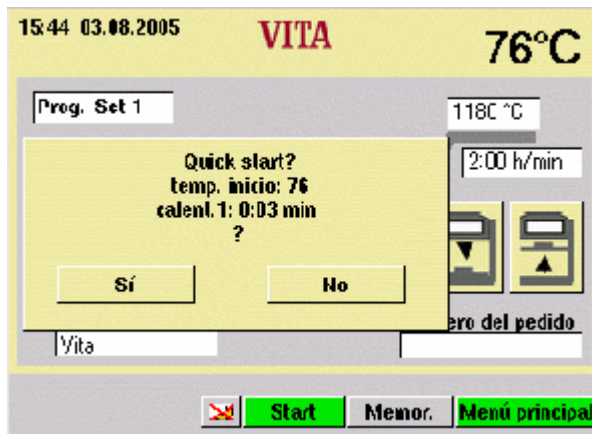 15:44 03.08.2005
VITA
76°C
Prog. Set 1
1180 °C
2:00 h/min
Quick start?
temp. inicio: 76
calent.1: 0:03 min
?
Sí
No
ero del pedido
Vita
Start
Memor.
Menú principal